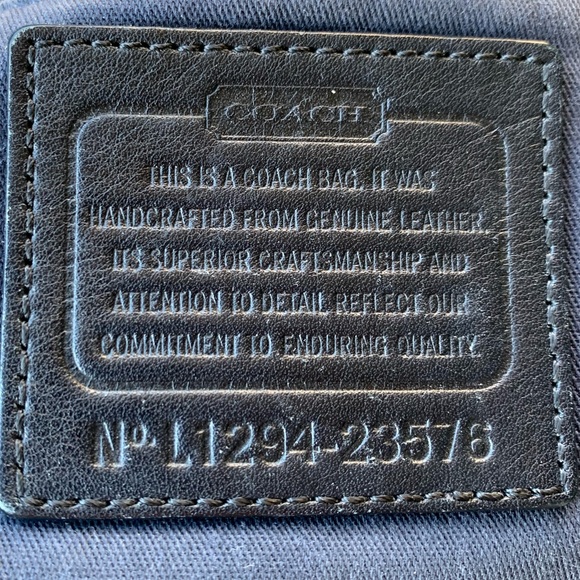 COACH
THIS IS A COACH BAG. IT WAS
HANDCRAFTED FROM GENUINE LEATHER.
ITS SUPERIOR CRAFTSMANSHIP AND
ATTENTION TO DETAIL REFLECT OUR
COMMITMENT TO ENDURING QUALITY.
Nº. L1294-23576